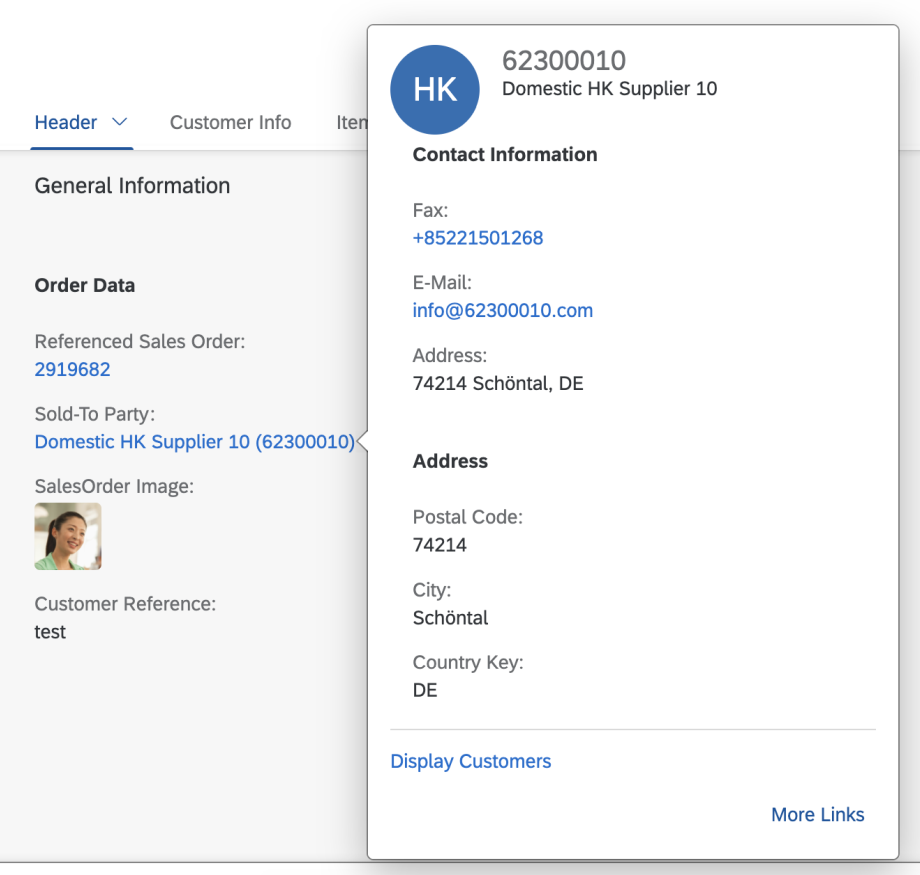 Header
Customer Info
General Information
Order Data
Referenced Sales Order:
2919682
Sold-To Party:
Domestic HK Supplier 10 (62300010)
SalesOrder Image:
Customer Reference:
test
HK
62300010
Domestic HK Supplier 10
Contact Information
Fax:
+85221501268
E-Mail:
info@62300010.com
Address:
74214 Schöntal, DE
Address
Postal Code:
74214
City:
Schöntal
Country Key:
DE
Display Customers
More Links